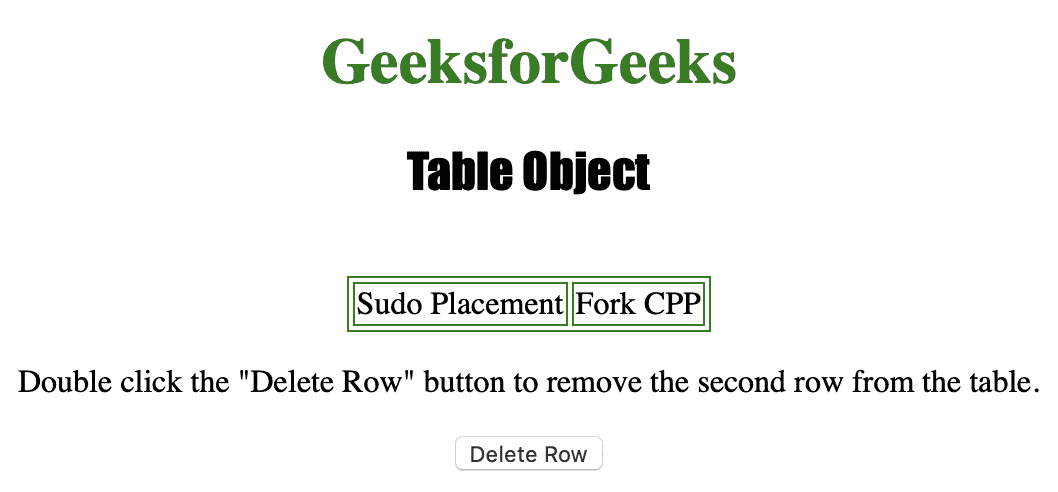 GeeksforGeeks
Table Object
Sudo Placement Fork CPP
Double click the "Delete Row" button to remove the second row from the table.
Delete Row